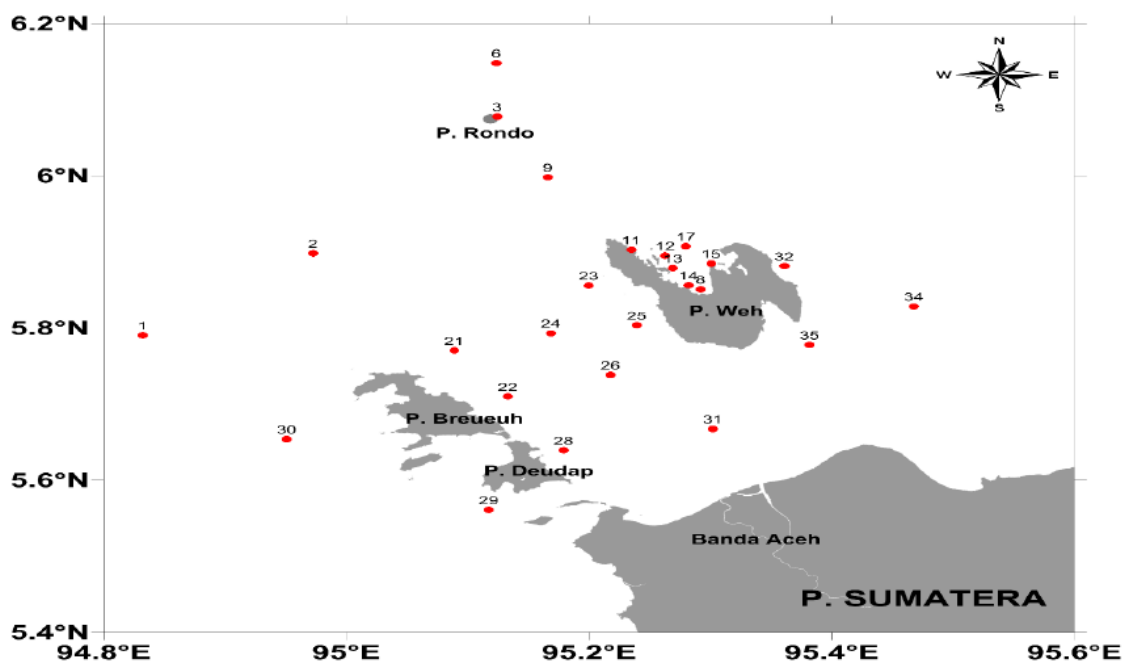 6.2°N
N
W E
S
6
3
P. Rondo
6°N
9
2
11
12
17
13
15
32
23
14
8
P. Weh
34
5.8°N
1
24
25
35
21
26
22
P. Breueuh
30
31
28
P. Deudap
5.6°N
29
Banda Aceh
P. SUMATERA
5.4°N
94.8°E 95°E 95.2°E 95.4°E 95.6°E